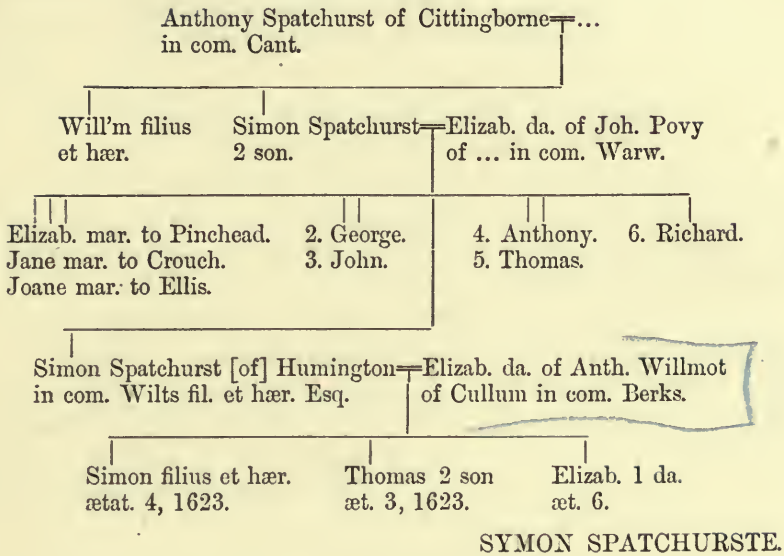 Anthony Spatchurst of Cittingborne=...
in com. Cant.
Will'm filius
et hær.
Simon Spatchurst=Elizab. da. of Joh. Povy
2 son.
of ... in com. Warw.
Elizab. mar. to Pinchead.
Jane mar. to Crouch.
Joane mar. to Ellis.
2. George.
3. John.
4. Anthony.
5. Thomas.
6. Richard.
Simon Spatchurst [of] Humington=Elizab. da. of Anth. Willmot
in com. Wilts fil. et hær. Esq.
of Cullum in com. Berks.
Simon filius et hær.
ætat. 4, 1623.
Thomas 2 son
æt. 3, 1623.
Elizab. 1 da.
æt. 6.
SYMON SPATCHURSTE.